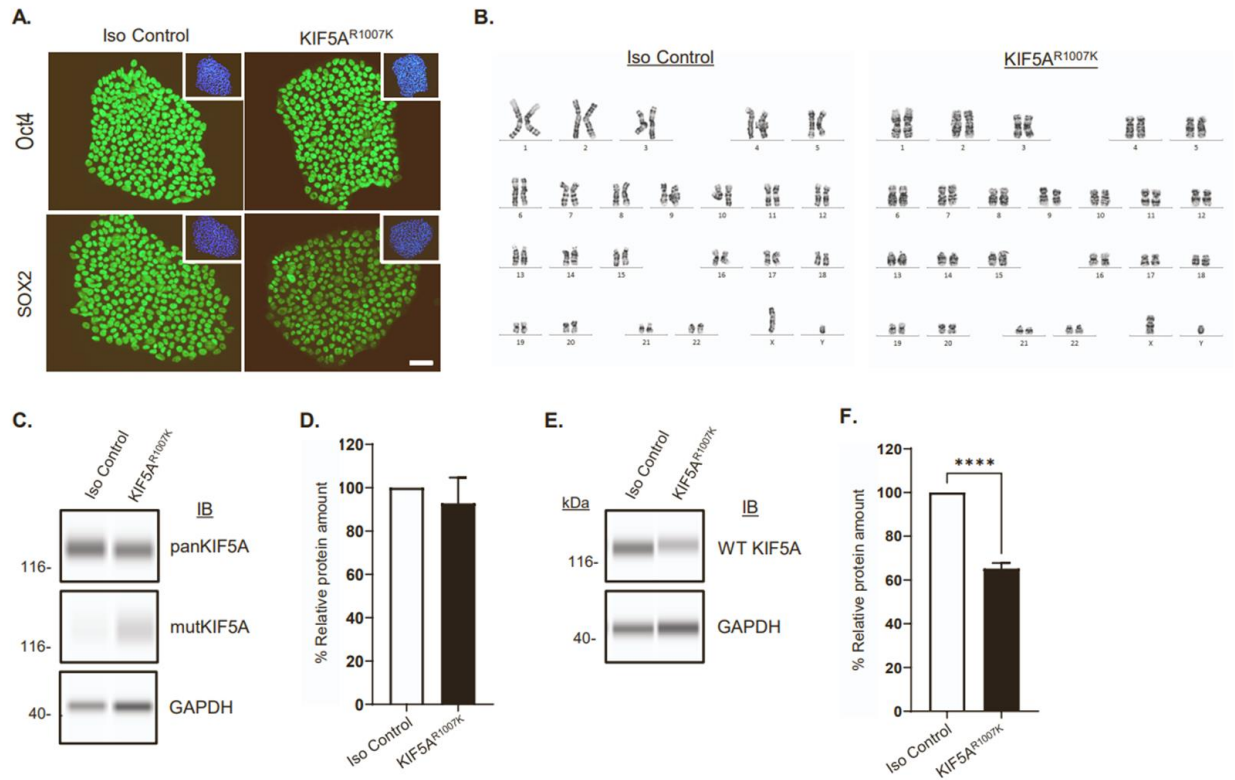 A.
Iso Control KIF5A^R1007K
Oct4
SOX2
B.
Iso Control
1 2 3 4 5
6 7 8 9 10 11 12
13 14 15 16 17 18
19 20 21 22 X Y
KIF5A^R1007K
1 2 3 4 5
6 7 8 9 10 11 12
13 14 15 16 17 18
19 20 21 22 X Y
C.
Iso Control KIF5A^R1007K
IB
116- panKIF5A
116- mutKIF5A
40- GAPDH
D.
% Relative protein amount
120
100
80
60
40
20
0
Iso Control KIF5A^R1007K
E.
Iso Control KIF5A^R1007K
kDa IB
116- WT KIF5A
40- GAPDH
F.
% Relative protein amount
120
100
80
60
40
20
0
****
Iso Control KIF5A^R1007K